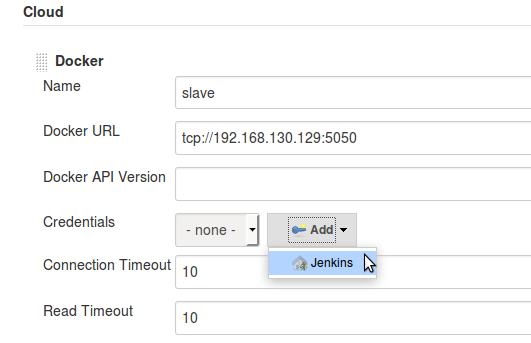 Cloud
Docker
Name
slave
Docker URL
tcp://192.168.130.129:5050
Docker API Version
Credentials
- none -
Add
Jenkins
Connection Timeout
10
Read Timeout
10